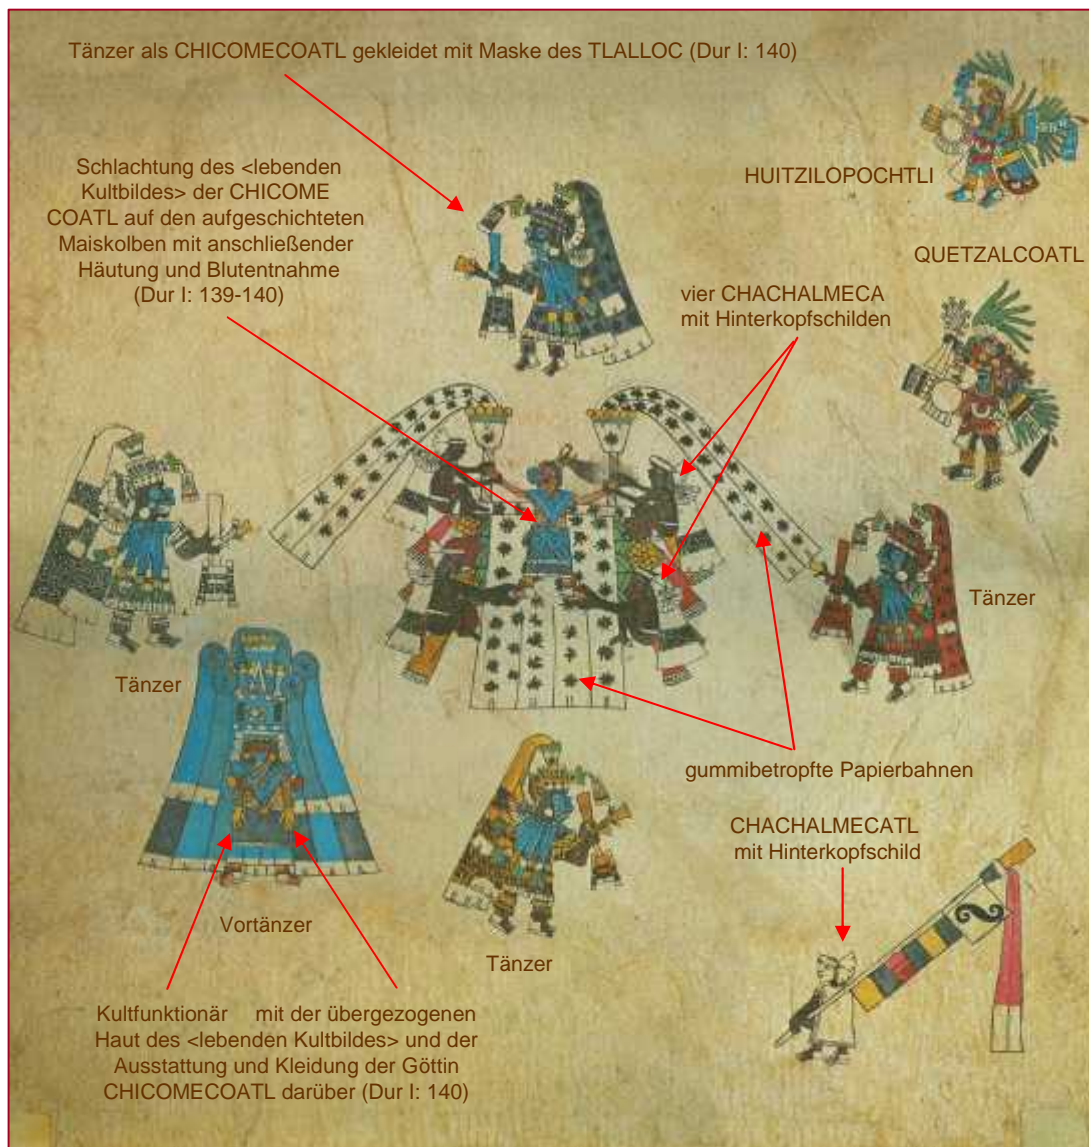 Tänzer als CHICOMECOATL gekleidet mit Maske des TLALLOC (Dur I: 140)
Schlachtung des <lebenden
Kultbildes> der CHICOME
COATL auf den aufgeschichteten
Maiskolben mit anschließender
Häutung und Blutentnahme
(Dur I: 139-140)
HUITZILOPOCHTLI
QUETZALCOATL
vier CHACHALMECA
mit Hinterkopfschilden
Tänzer
Tänzer
gummibetropfte Papierbahnen
CHACHALMECATL
mit Hinterkopfschild
Vortänzer
Tänzer
Kultfunktionär mit der übergezogenen
Haut des <lebenden Kultbildes> und der
Ausstattung und Kleidung der Göttin
CHICOMECOATL darüber (Dur I: 140)